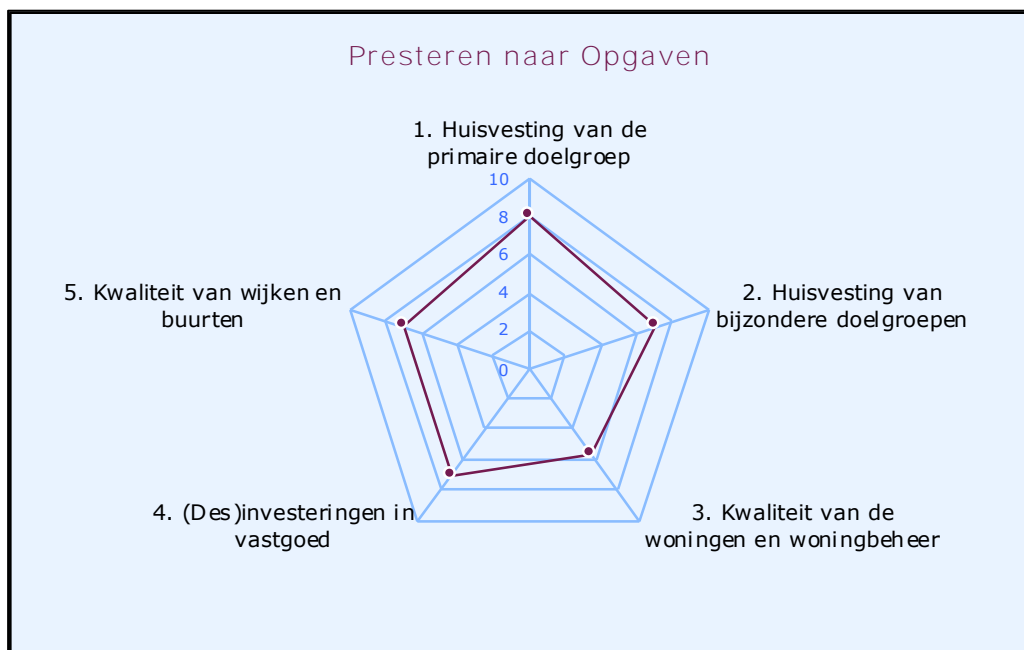 Presteren naar Opgaven
1. Huisvesting van de
primaire doelgroep
10
8
6
4
2
0
5. Kwaliteit van wijken en
buurten
2. Huisvesting van
bijzondere doelgroepen
4. (Des)investeringen in
vastgoed
3. Kwaliteit van de
woningen en woningbeheer